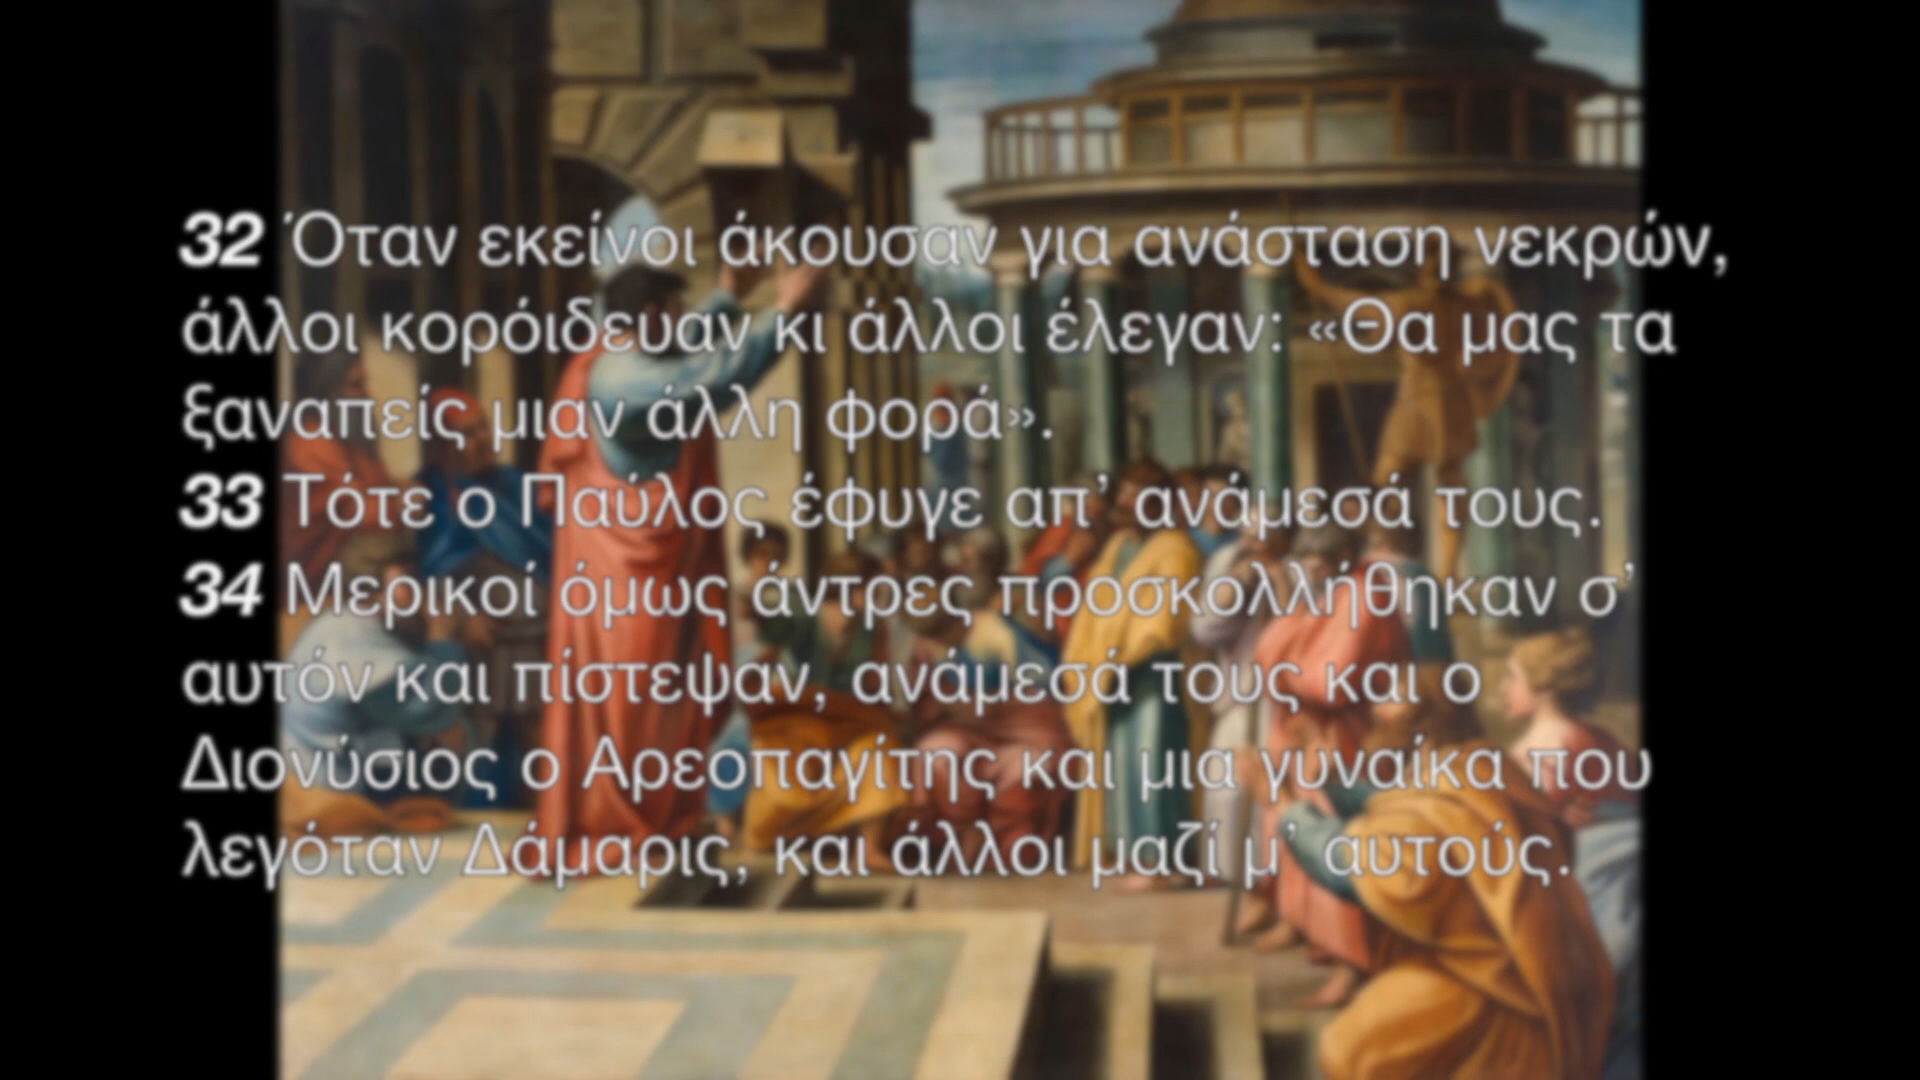 32 Όταν εκείνοι άκουσαν για ανάσταση νεκρών,
άλλοι κορόιδευαν κι άλλοι έλεγαν: «Θα μας τα
ξαναπείς μιαν άλλη φορά».
33 Τότε ο Παύλος έφυγε απ’ ανάμεσά τους.
34 Μερικοί όμως άντρες προσκολλήθηκαν σ’
αυτόν και πίστεψαν, ανάμεσά τους και ο
Διονύσιος ο Αρεοπαγίτης και μια γυναίκα που
λεγόταν Δάμαρις, και άλλοι μαζί μ’ αυτούς.